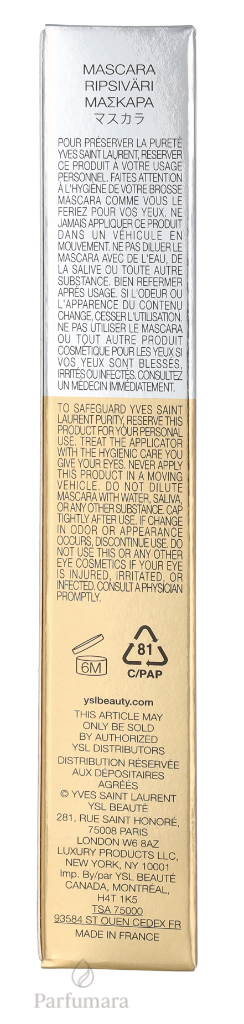 MASCARA
RIPSIVÄRI
ΜΑΣΚΑΡΑ
マスカラ
POUR PRÉSERVER LA PURETÉ
YVES SAINT LAURENT, RÉSERVER
CE PRODUIT À VOTRE USAGE
PERSONNEL. FAITES ATTENTION
À L'HYGIÈNE DE VOTRE BROSSE
MASCARA COMME VOUS LE
FERIEZ POUR VOS YEUX. NE
JAMAIS APPLIQUER CE PRODUIT
DANS UN VÉHICULE EN
MOUVEMENT. NE PAS DILUER LE
MASCARA AVEC DE L'EAU, DE
LA SALIVE OU TOUTE AUTRE
SUBSTANCE. BIEN REFERMER
APRÈS USAGE. SI L'ODEUR OU
L'APPARENCE DU CONTENU
CHANGE, CESSER L'UTILISATION.
NE PAS UTILISER LE MASCARA
OU TOUT AUTRE PRODUIT
COSMÉTIQUE POUR LES YEUX SI
VOS YEUX SONT BLESSÉS,
IRRITÉS OU INFECTÉS. CONSULTEZ
UN MÉDECIN IMMÉDIATEMENT.
TO SAFEGUARD YVES SAINT
LAURENT PURITY, RESERVE THIS
PRODUCT FOR YOUR PERSONAL
USE. TREAT THE APPLICATOR
WITH THE HYGIENIC CARE YOU
GIVE YOUR EYES. NEVER APPLY
THIS PRODUCT IN A MOVING
VEHICLE. DO NOT DILUTE
MASCARA WITH WATER, SALIVA,
OR ANY OTHER SUBSTANCE. CAP
TIGHTLY AFTER USE. IF CHANGE
IN ODOR OR APPEARANCE
OCCURS, DISCONTINUE USE. DO
NOT USE THIS OR ANY OTHER
EYE COSMETICS IF YOUR EYE
IS INJURED, IRRITATED, OR
INFECTED. CONSULT A PHYSICIAN
PROMPTLY.
6M
81
C/PAP
yslbeauty.com
THIS ARTICLE MAY
ONLY BE SOLD
BY AUTHORIZED
YSL DISTRIBUTORS
DISTRIBUTION RÉSERVÉE
AUX DÉPOSITAIRES
AGRÉÉS
© YVES SAINT LAURENT
YSL BEAUTÉ
281, RUE SAINT HONORÉ,
75008 PARIS
LONDON W6 8AZ
LUXURY PRODUCTS LLC,
NEW YORK, NY 10001
Imp. By/par YSL BEAUTÉ
CANADA, MONTRÉAL,
H4T 1K5
TSA 75000
93584 ST OUEN CEDEX FR
MADE IN FRANCE
Parfumara